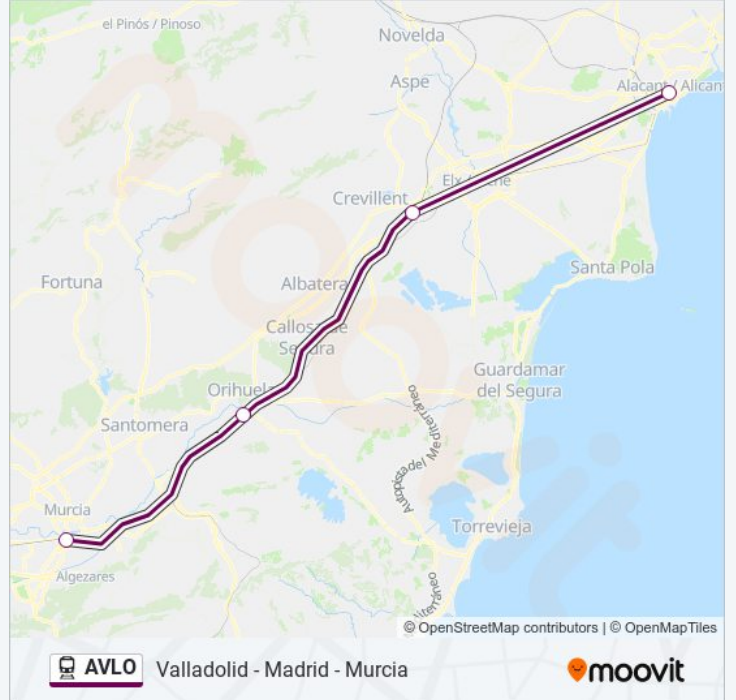 el Pinós / Pinoso
Novelda
Aspe
Alacant / Alican
Elx /
Crevillent
Fortuna
Albatera
Santa Pola
Callosa de
Segura
Guardamar
del Segura
Orihuela
Autopista del Mediterráneo
Santomera
Murcia
Torrevieja
Algezares
iterráneo
© OpenStreetMap contributors | © OpenMapTiles
AVLO Valladolid - Madrid - Murcia
moovit